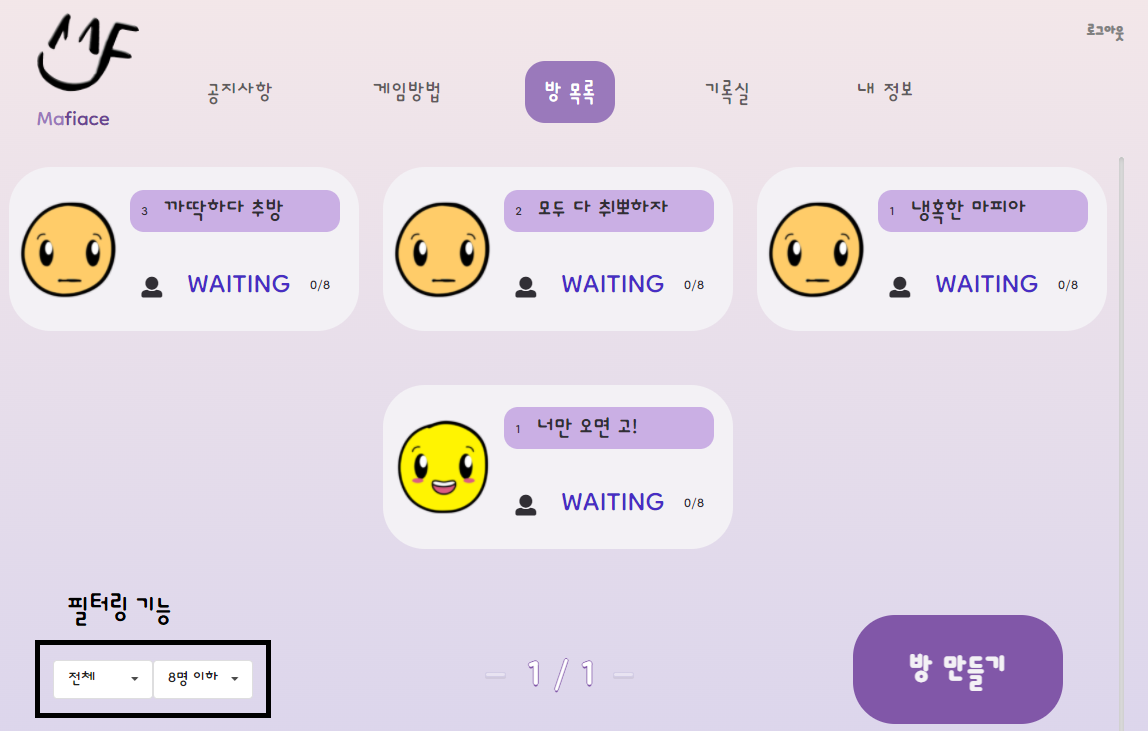 로그아웃
MF
Mafiace
공지사항 게임방법 방 목록 기록실 내 정보
3 까딱하다 추방
WAITING 0/8
2 모두 다 취뽀하자
WAITING 0/8
1 냉혹한 마피아
WAITING 0/8
1 너만 오면 고!
WAITING 0/8
필터링 기능
전체 8명 이하
1 / 1
방 만들기